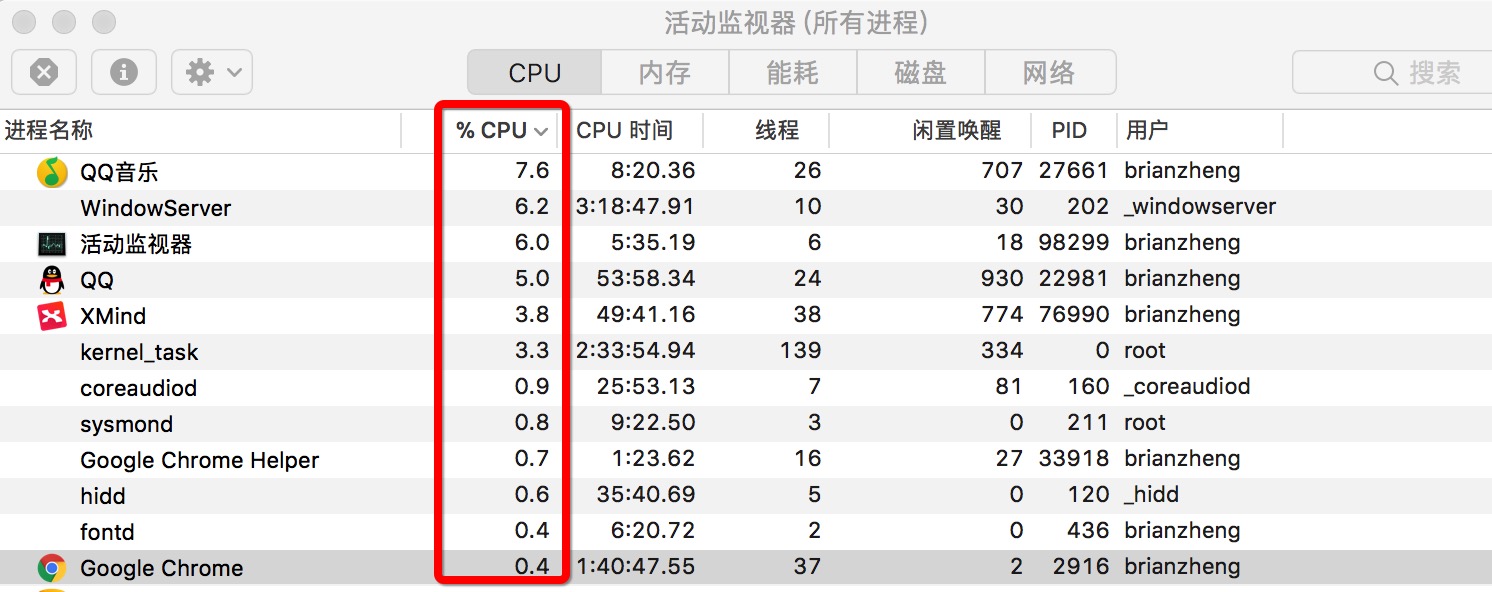 活动监视器 (所有进程)
CPU 内存 能耗 磁盘 网络 搜索
进程名称 % CPU CPU 时间 线程 闲置唤醒 PID 用户
QQ音乐 7.6 8:20.36 26 707 27661 brianzheng
WindowServer 6.2 3:18:47.91 10 30 202 _windowserver
活动监视器 6.0 5:35.19 6 18 98299 brianzheng
QQ 5.0 53:58.34 24 930 22981 brianzheng
XMind 3.8 49:41.16 38 774 76990 brianzheng
kernel_task 3.3 2:33:54.94 139 334 0 root
coreaudiod 0.9 25:53.13 7 81 160 _coreaudiod
sysmond 0.8 9:22.50 3 0 211 root
Google Chrome Helper 0.7 1:23.62 16 27 33918 brianzheng
hidd 0.6 35:40.69 5 0 120 _hidd
fontd 0.4 6:20.72 2 0 436 brianzheng
Google Chrome 0.4 1:40:47.55 37 2 2916 brianzheng